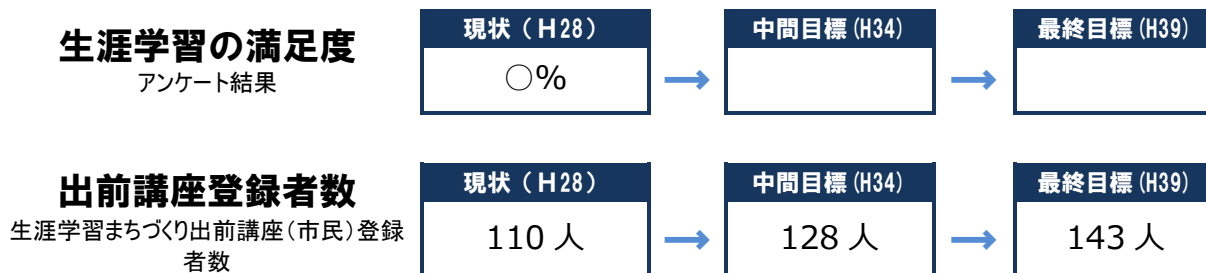 生涯学習の満足度
アンケート結果
現状（H28）
中間目標(H34)
最終目標(H39)
○%
→
→
出前講座登録者数
生涯学習まちづくり出前講座（市民）登録
者数
現状（H28）
中間目標(H34)
最終目標(H39)
110 人
→
128 人
→
143 人